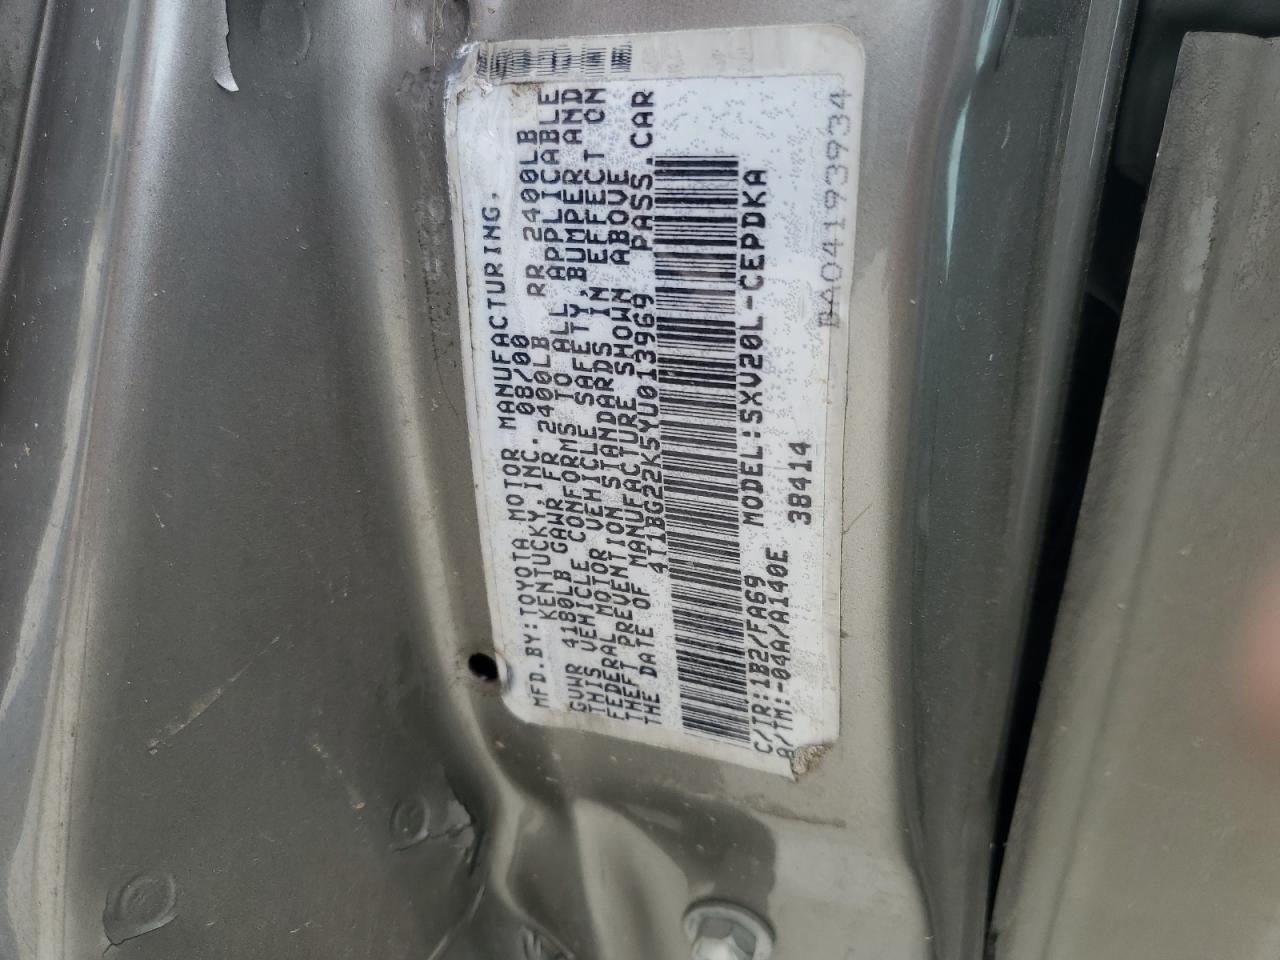 MFD.BY:TOYOTA MOTOR MANUFACTURING,
KENTUCKY,INC. 08/00
GVWR 4180LB GAWR FR 2400LB RR 2400LB
THIS VEHICLE CONFORMS TO ALL APPLICABLE
FEDERAL MOTOR VEHICLE SAFETY,BUMPER AND
THEFT PREVENTION STANDARDS IN EFFECT ON
THE DATE OF MANUFACTURE SHOWN ABOVE.
4T1BG22K5YU013969 PASS.CAR
C/TR:1B2/FA69 MODEL:SXV20L-CEPDKA
A/TM:-04A/A140E 38414